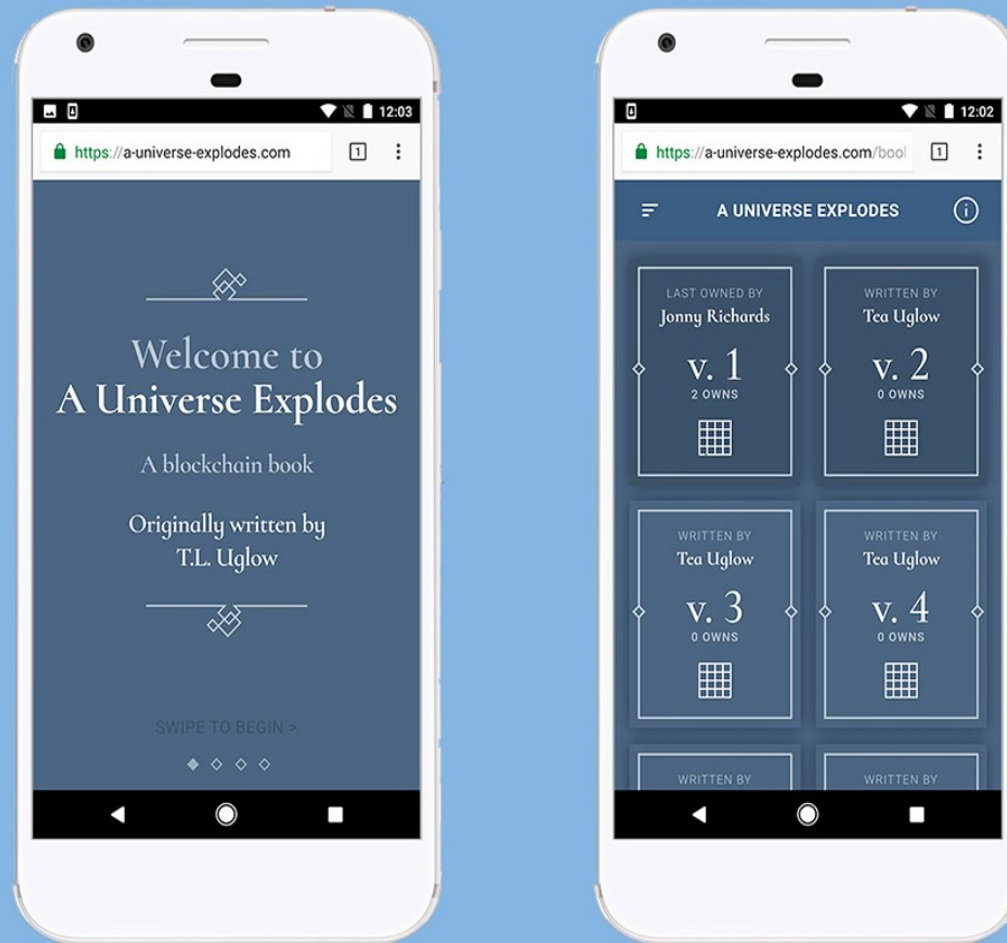 12:03
https://a-universe-explodes.com
1
Welcome to
A Universe Explodes
A blockchain book
Originally written by
T.L. Uglow
SWIPE TO BEGIN >
12:02
https://a-universe-explodes.com/bool
1
A UNIVERSE EXPLODES
LAST OWNED BY
Jonny Richards
v. 1
2 OWNS
WRITTEN BY
Tea Uglow
v. 2
0 OWNS
WRITTEN BY
Tea Uglow
v. 3
0 OWNS
WRITTEN BY
Tea Uglow
v. 4
0 OWNS
WRITTEN BY
WRITTEN BY